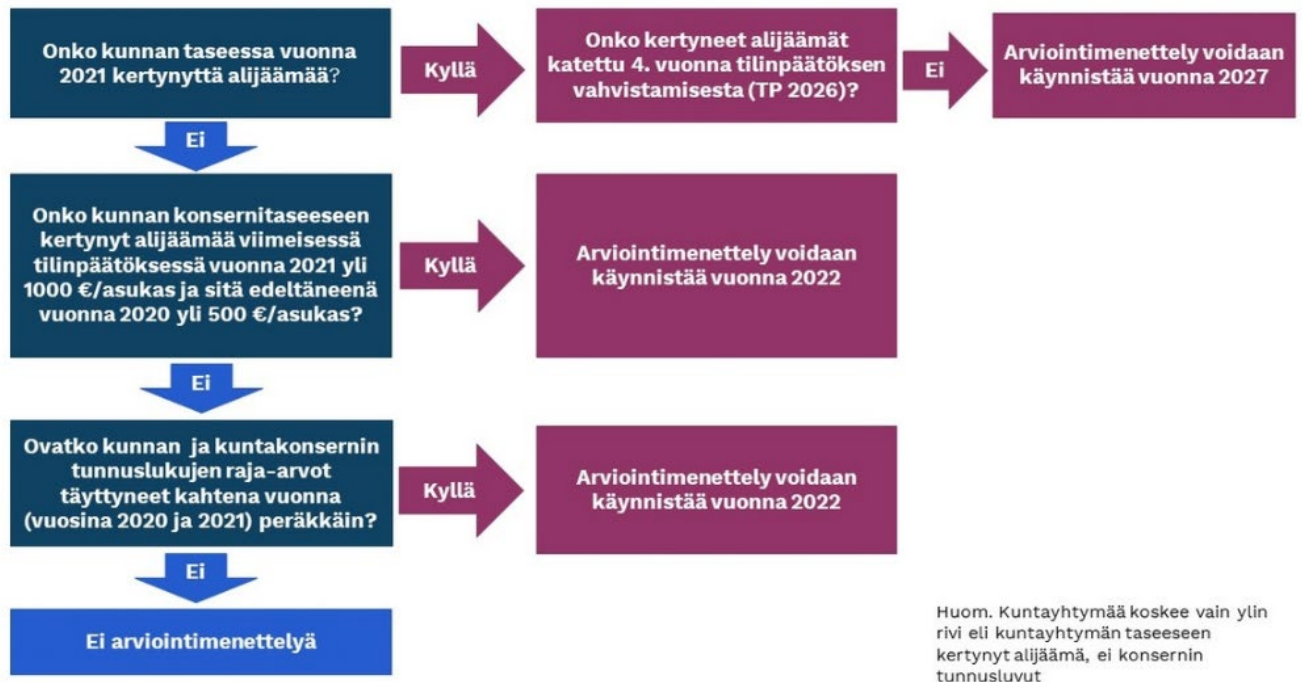 Onko kunnan taseessa vuonna
2021 kertynyttä alijäämää?
Kyllä
Onko kertyneet alijäämät
katettu 4. vuonna tilinpäätöksen
vahvistamisesta (TP 2026)?
Ei
Arviointimenettely voidaan
käynnistää vuonna 2027
Ei
Onko kunnan konsernitaseeseen
kertynyt alijäämää viimeisessä
tilinpäätöksessä vuonna 2021 yli
1000 €/asukas ja sitä edeltäneenä
vuonna 2020 yli 500 €/asukas?
Kyllä
Arviointimenettely voidaan
käynnistää vuonna 2022
Ei
Ovatko kunnan ja kuntakonsernin
tunnuslukujen raja-arvot
täyttyneet kahtena vuonna
(vuosina 2020 ja 2021) peräkkäin?
Kyllä
Arviointimenettely voidaan
käynnistää vuonna 2022
Ei
Ei arviointimenettelyä
Huom. Kuntayhtymää koskee vain ylin
rivi eli kuntayhtymän taseeseen
kertynyt alijäämä, ei konsernin
tunnusluvut